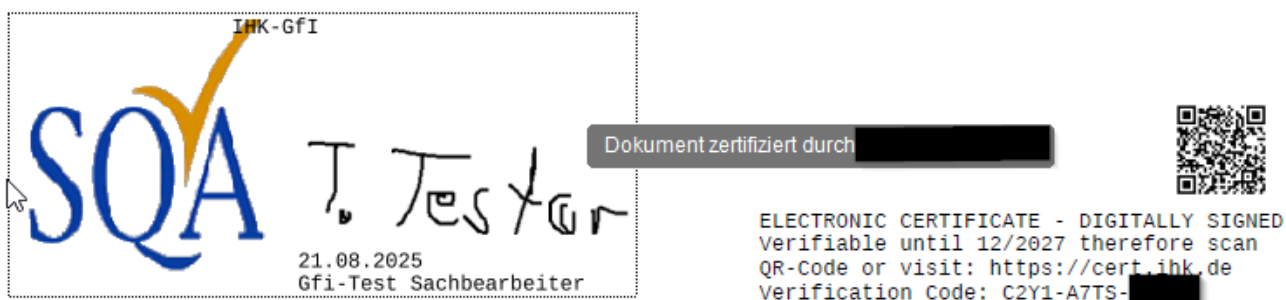 IHK-GfI
SQA
T. Tester
Dokument zertifiziert durch
21.08.2025
Gfi-Test Sachbearbeiter
ELECTRONIC CERTIFICATE - DIGITALLY SIGNED
Verifiable until 12/2027 therefore scan
QR-Code or visit: https://cert.ihk.de
Verification Code: C2Y1-A7TS-